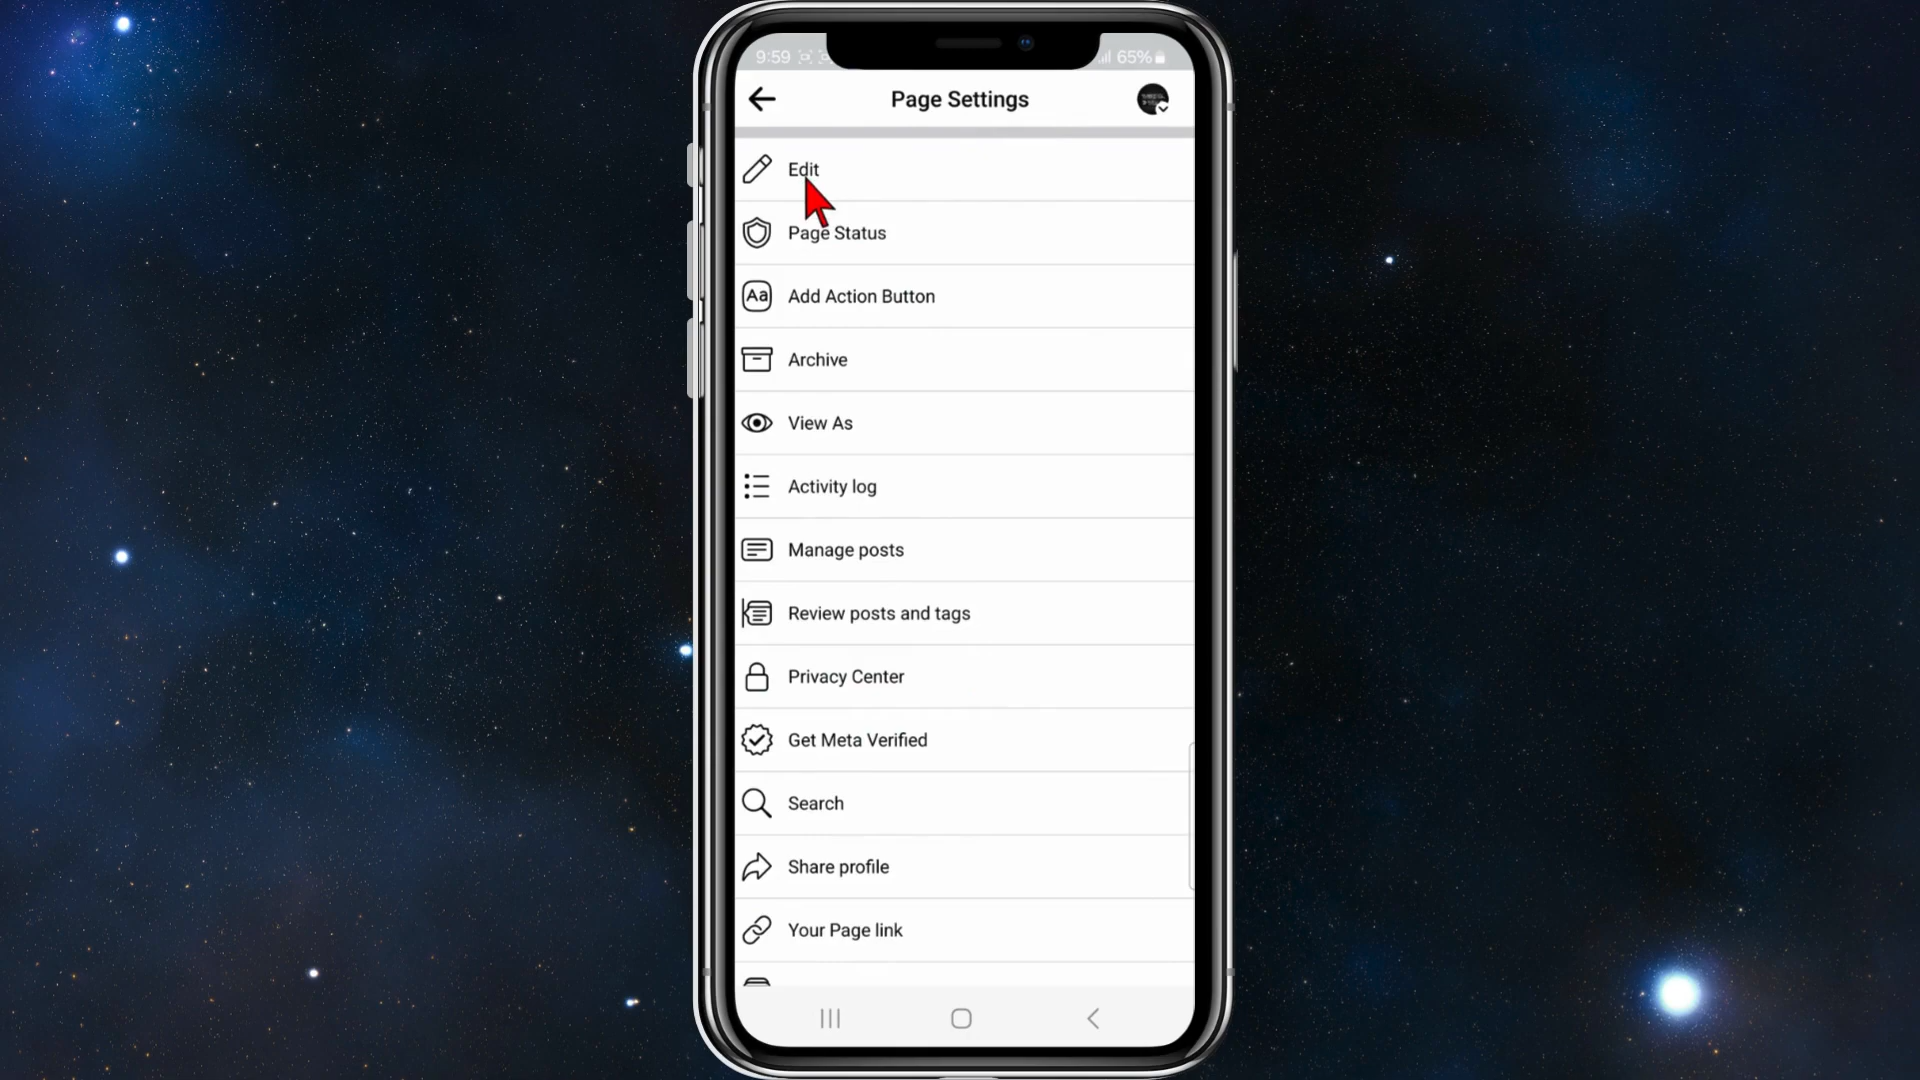 9:59
65%
Page Settings
Edit
Page Status
Aa Add Action Button
Archive
View As
Activity log
Manage posts
Review posts and tags
Privacy Center
Get Meta Verified
Search
Share profile
Your Page link